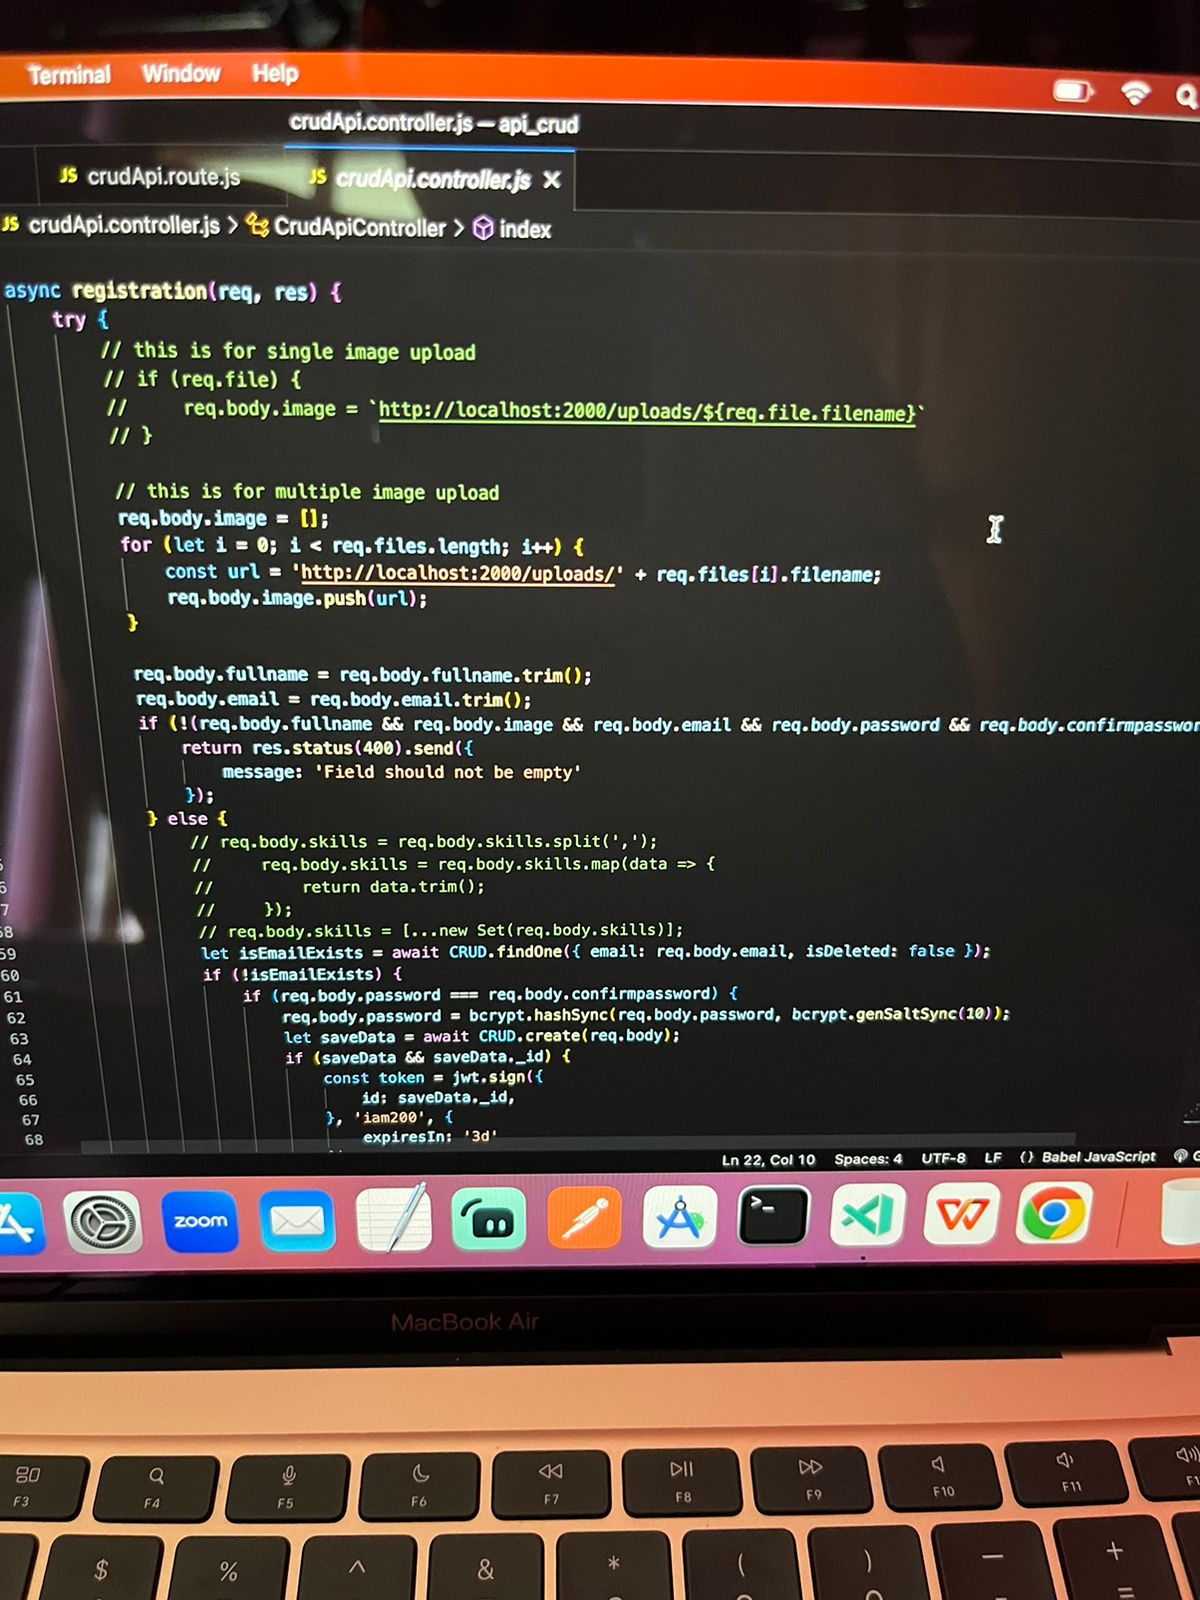 Terminal Window Help
crudApi.controller.js — api_crud
JS crudApi.route.js JS crudApi.controller.js ×
JS crudApi.controller.js > CrudApiController > index
async registration(req, res) {
try {
// this is for single image upload
// if (req.file) {
// req.body.image = `http://localhost:2000/uploads/${req.file.filename}`
// }
// this is for multiple image upload
req.body.image = [];
for (let i = 0; i < req.files.length; i++) {
const url = 'http://localhost:2000/uploads/' + req.files[i].filename;
req.body.image.push(url);
}
req.body.fullname = req.body.fullname.trim();
req.body.email = req.body.email.trim();
if (!(req.body.fullname && req.body.image && req.body.email && req.body.password && req.body.confirmpasswor
return res.status(400).send({
message: 'Field should not be empty'
});
} else {
// req.body.skills = req.body.skills.split(',');
// req.body.skills = req.body.skills.map(data => {
// return data.trim();
// });
58 // req.body.skills = [...new Set(req.body.skills)];
59 let isEmailExists = await CRUD.findOne({ email: req.body.email, isDeleted: false });
60 if (!isEmailExists) {
61 if (req.body.password === req.body.confirmpassword) {
62 req.body.password = bcrypt.hashSync(req.body.password, bcrypt.genSaltSync(10));
63 let saveData = await CRUD.create(req.body);
64 if (saveData && saveData._id) {
65 const token = jwt.sign({
66 id: saveData._id,
67 }, 'iam200', {
68 expiresIn: '3d'
Ln 22, Col 10 Spaces: 4 UTF-8 LF {} Babel JavaScript
zoom
MacBook Air
F3 F4 F5 F6 F7 F8 F9 F10 F11
$ % ^ & * ( ) — +
=